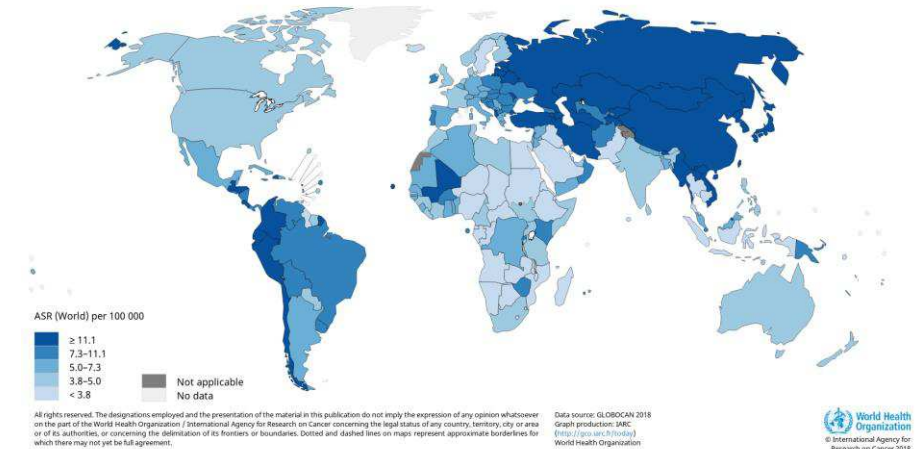 ASR (World) per 100 000
≥ 11.1
7.3–11.1
5.0–7.3
3.8–5.0
< 3.8
Not applicable
No data
All rights reserved. The designations employed and the presentation of the material in this publication do not imply the expression of any opinion whatsoever
on the part of the World Health Organization / International Agency for Research on Cancer concerning the legal status of any country, territory, city or area
or of its authorities, or concerning the delimitation of its frontiers or boundaries. Dotted and dashed lines on maps represent approximate borderlines for
which there may not yet be full agreement.
Data source: GLOBOCAN 2018
Graph production: IARC
(http://gco.iarc.fr/today)
World Health Organization
World Health
Organization
© International Agency for
Research on Cancer 2018